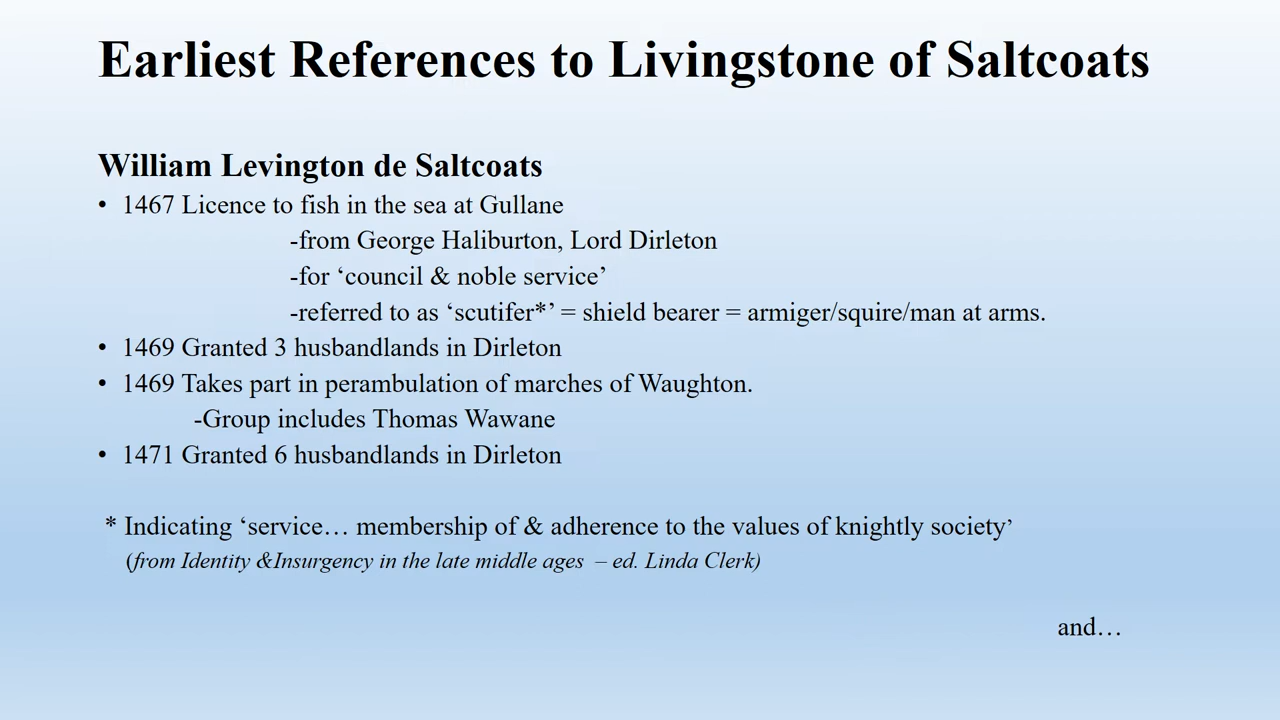 Earliest References to Livingstone of Saltcoats
William Levington de Saltcoats
• 1467 Licence to fish in the sea at Gullane
-from George Haliburton, Lord Dirleton
-for ‘council & noble service’
-referred to as ‘scutifer*’ = shield bearer = armiger/squire/man at arms.
• 1469 Granted 3 husbandlands in Dirleton
• 1469 Takes part in perambulation of marches of Waughton.
-Group includes Thomas Wawane
• 1471 Granted 6 husbandlands in Dirleton
* Indicating ‘service… membership of & adherence to the values of knightly society’
(from Identity &Insurgency in the late middle ages – ed. Linda Clerk)
and…